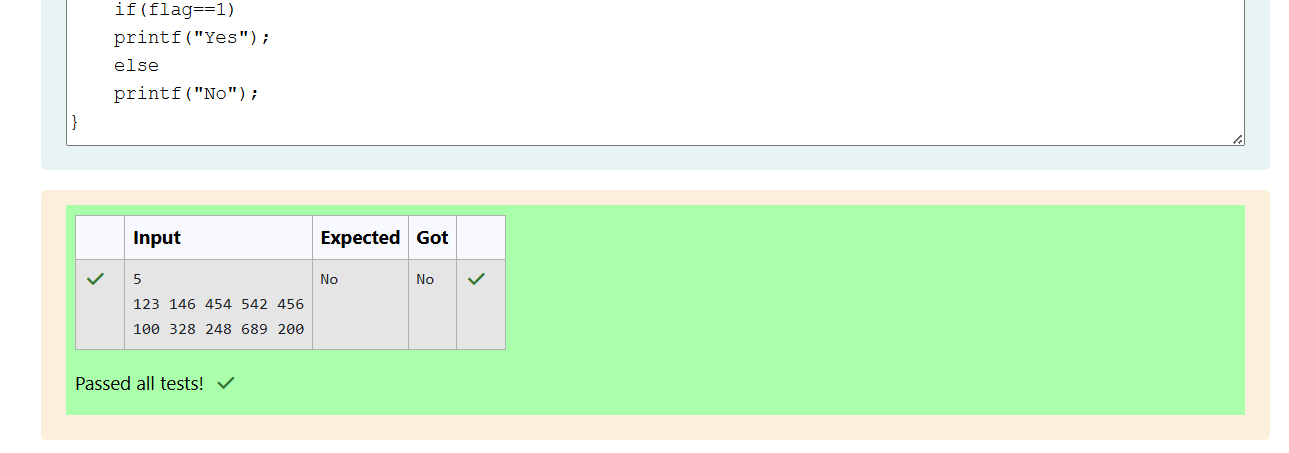 if(flag==1)
printf("Yes");
else
printf("No");
}
Input Expected Got
5 No No
123 146 454 542 456
100 328 248 689 200
Passed all tests!